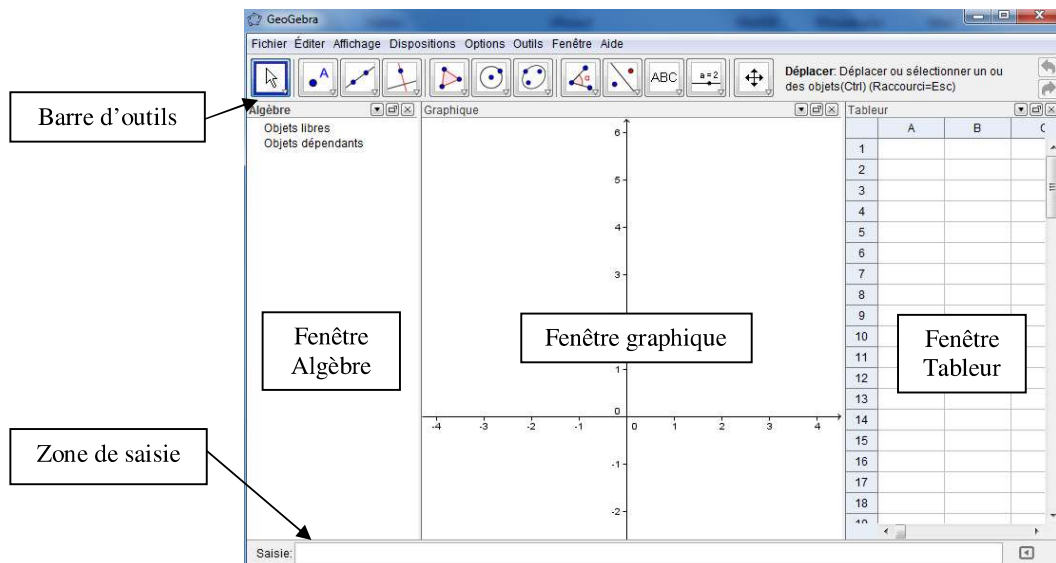 GeoGebra
Fichier Éditer Affichage Dispositions Options Outils Fenêtre Aide
A
α
ABC
a = 2
Déplacer: Déplacer ou sélectionner un ou
des objets(Ctrl) (Raccourci=Esc)
Barre d'outils
Algèbre
Graphique
Tableur
Objets libres
Objets dépendants
A B C
1
2
3
4
5
6
7
8
9
10
11
12
13
14
15
16
17
18
19
6
5
4
3
1
0
-1
-2
-4 -3 -2 -1 0 1 2 3 4
Fenêtre
Algèbre
Fenêtre graphique
Fenêtre
Tableur
Zone de saisie
Saisie: